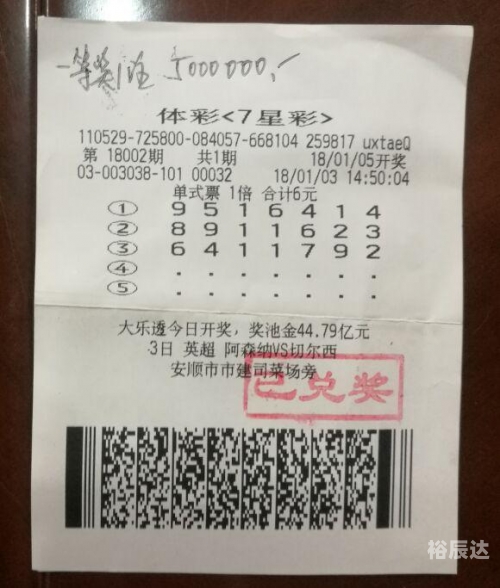 一等奖1注 5000000,-
体彩<7星彩>
110529-725800-084057-668104 259817 uxtaeQ
第 18002期 共1期 18/01/05开奖
03-003038-101 00032 18/01/03 14:50:04
单式票 1倍 合计6元
① 9 5 1 6 4 1 4
② 8 9 1 1 6 2 3
③ 6 4 1 1 7 9 2
④ . . . . . . .
⑤ . . . . . . .
大乐透今日开奖, 奖池金44.79亿元
3日 英超 阿森纳VS切尔西
安顺市市建司菜场旁
已兑奖
裕辰达